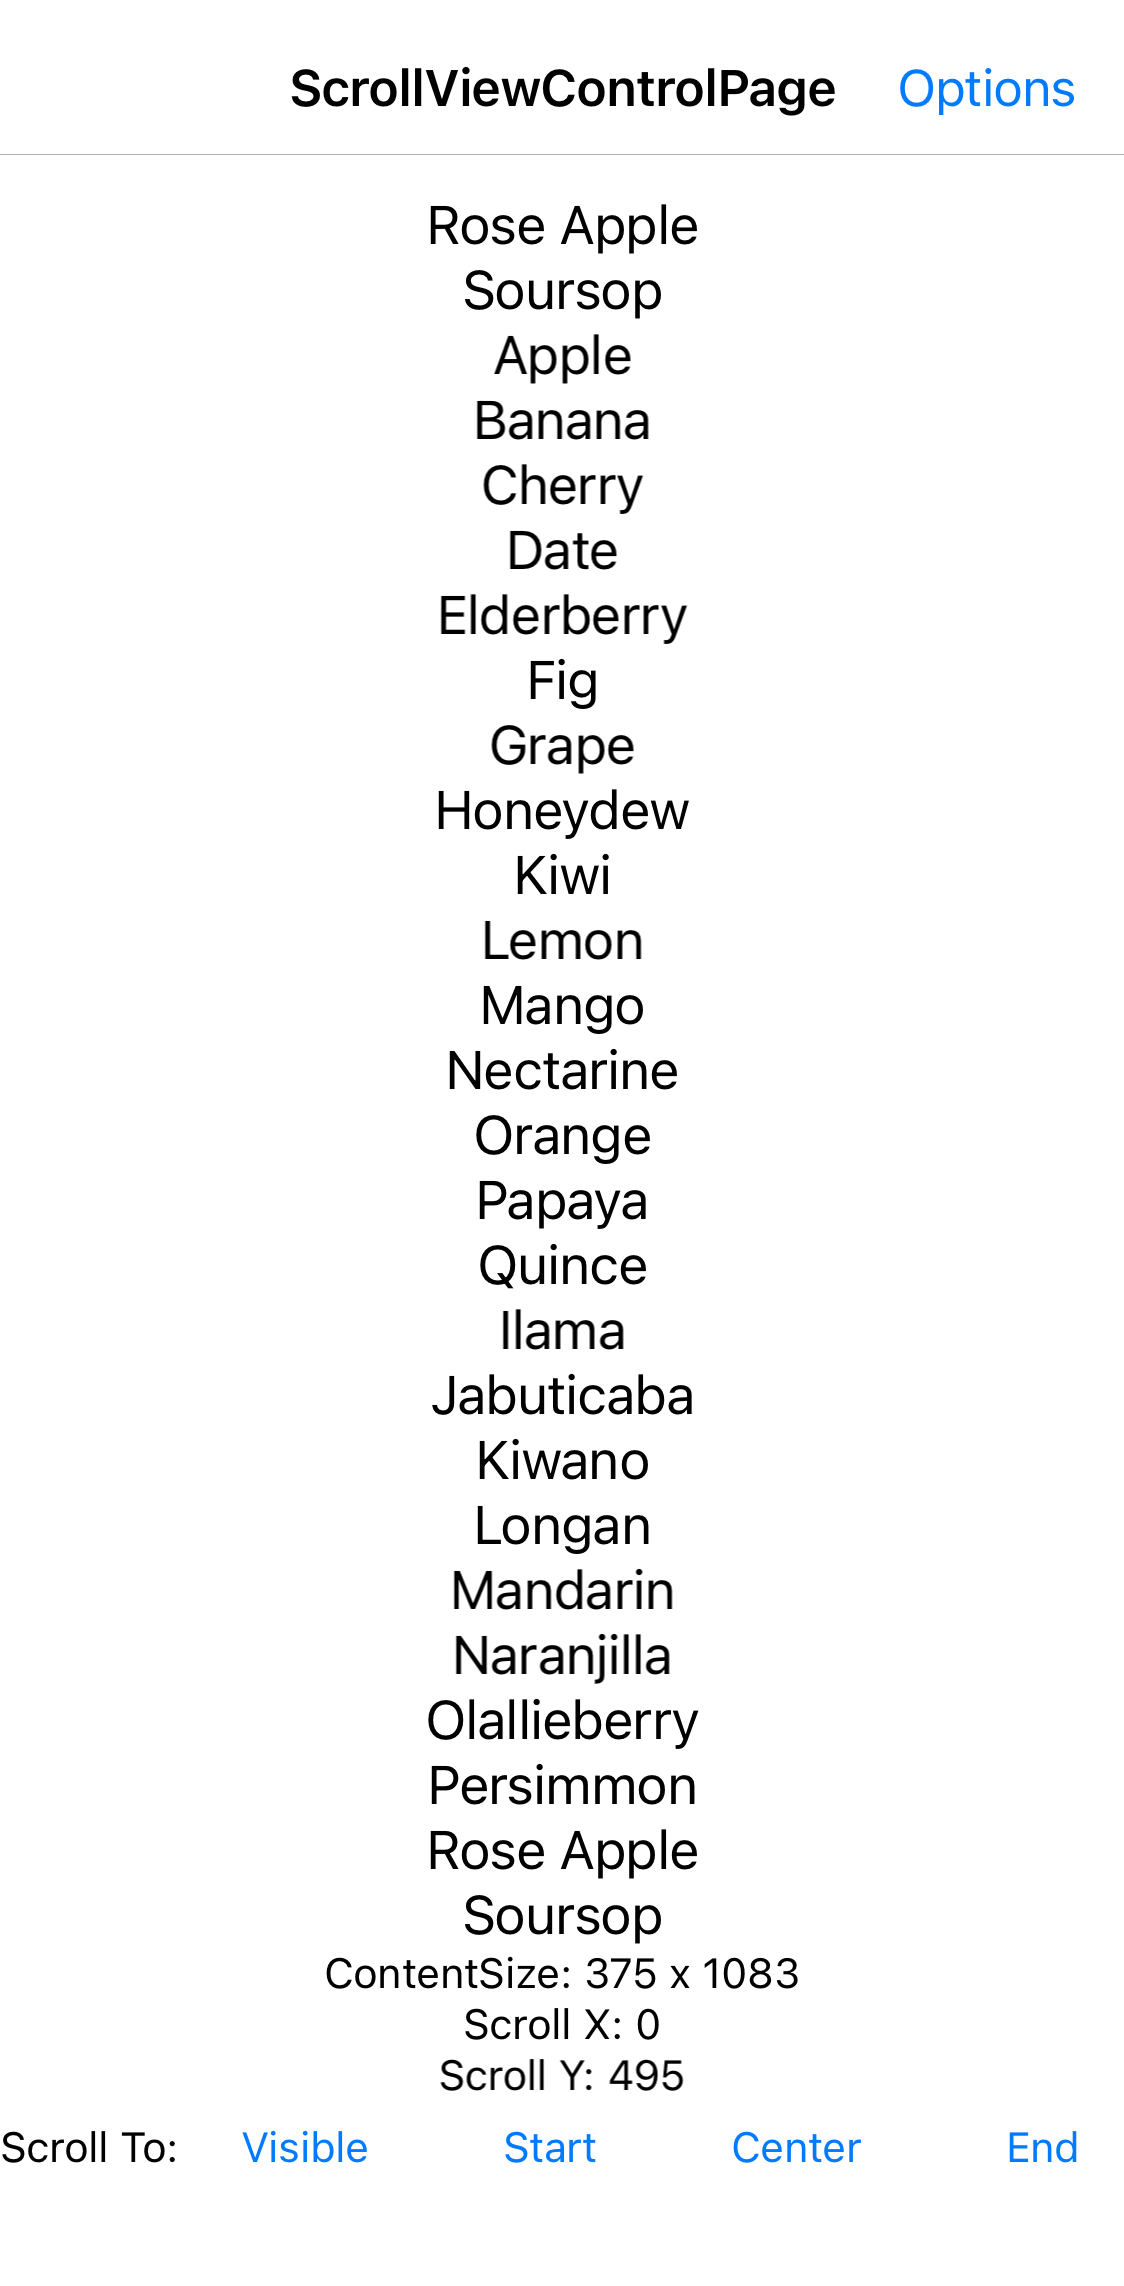 ScrollViewControlPage Options
Rose Apple
Soursop
Apple
Banana
Cherry
Date
Elderberry
Fig
Grape
Honeydew
Kiwi
Lemon
Mango
Nectarine
Orange
Papaya
Quince
Ilama
Jabuticaba
Kiwano
Longan
Mandarin
Naranjilla
Olallieberry
Persimmon
Rose Apple
Soursop
ContentSize: 375 x 1083
Scroll X: 0
Scroll Y: 495
Scroll To: Visible Start Center End